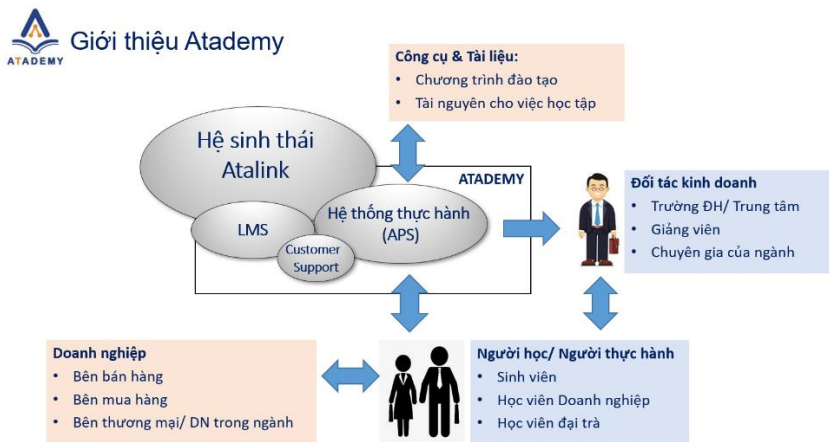 ATADEMY
Giới thiệu Atademy
Công cụ & Tài liệu:
• Chương trình đào tạo
• Tài nguyên cho việc học tập
Hệ sinh thái
Atalink
ATADEMY
LMS
Hệ thống thực hành
(APS)
Customer
Support
Đối tác kinh doanh
• Trường ĐH/ Trung tâm
• Giảng viên
• Chuyên gia của ngành
Doanh nghiệp
• Bên bán hàng
• Bên mua hàng
• Bên thương mại/ DN trong ngành
Người học/ Người thực hành
• Sinh viên
• Học viên Doanh nghiệp
• Học viên đại trà